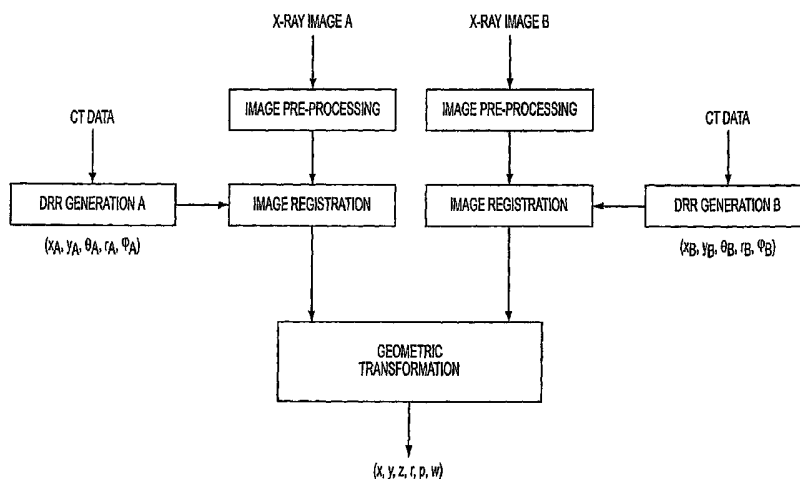 X-RAY IMAGE A
X-RAY IMAGE B
IMAGE PRE-PROCESSING
IMAGE PRE-PROCESSING
CT DATA
CT DATA
DRR GENERATION A
IMAGE REGISTRATION
IMAGE REGISTRATION
DRR GENERATION B
(xA, yA, θA, rA, φA)
(xB, yB, θB, rB, φB)
GEOMETRIC
TRANSFORMATION
(x, y, z, r, p, w)